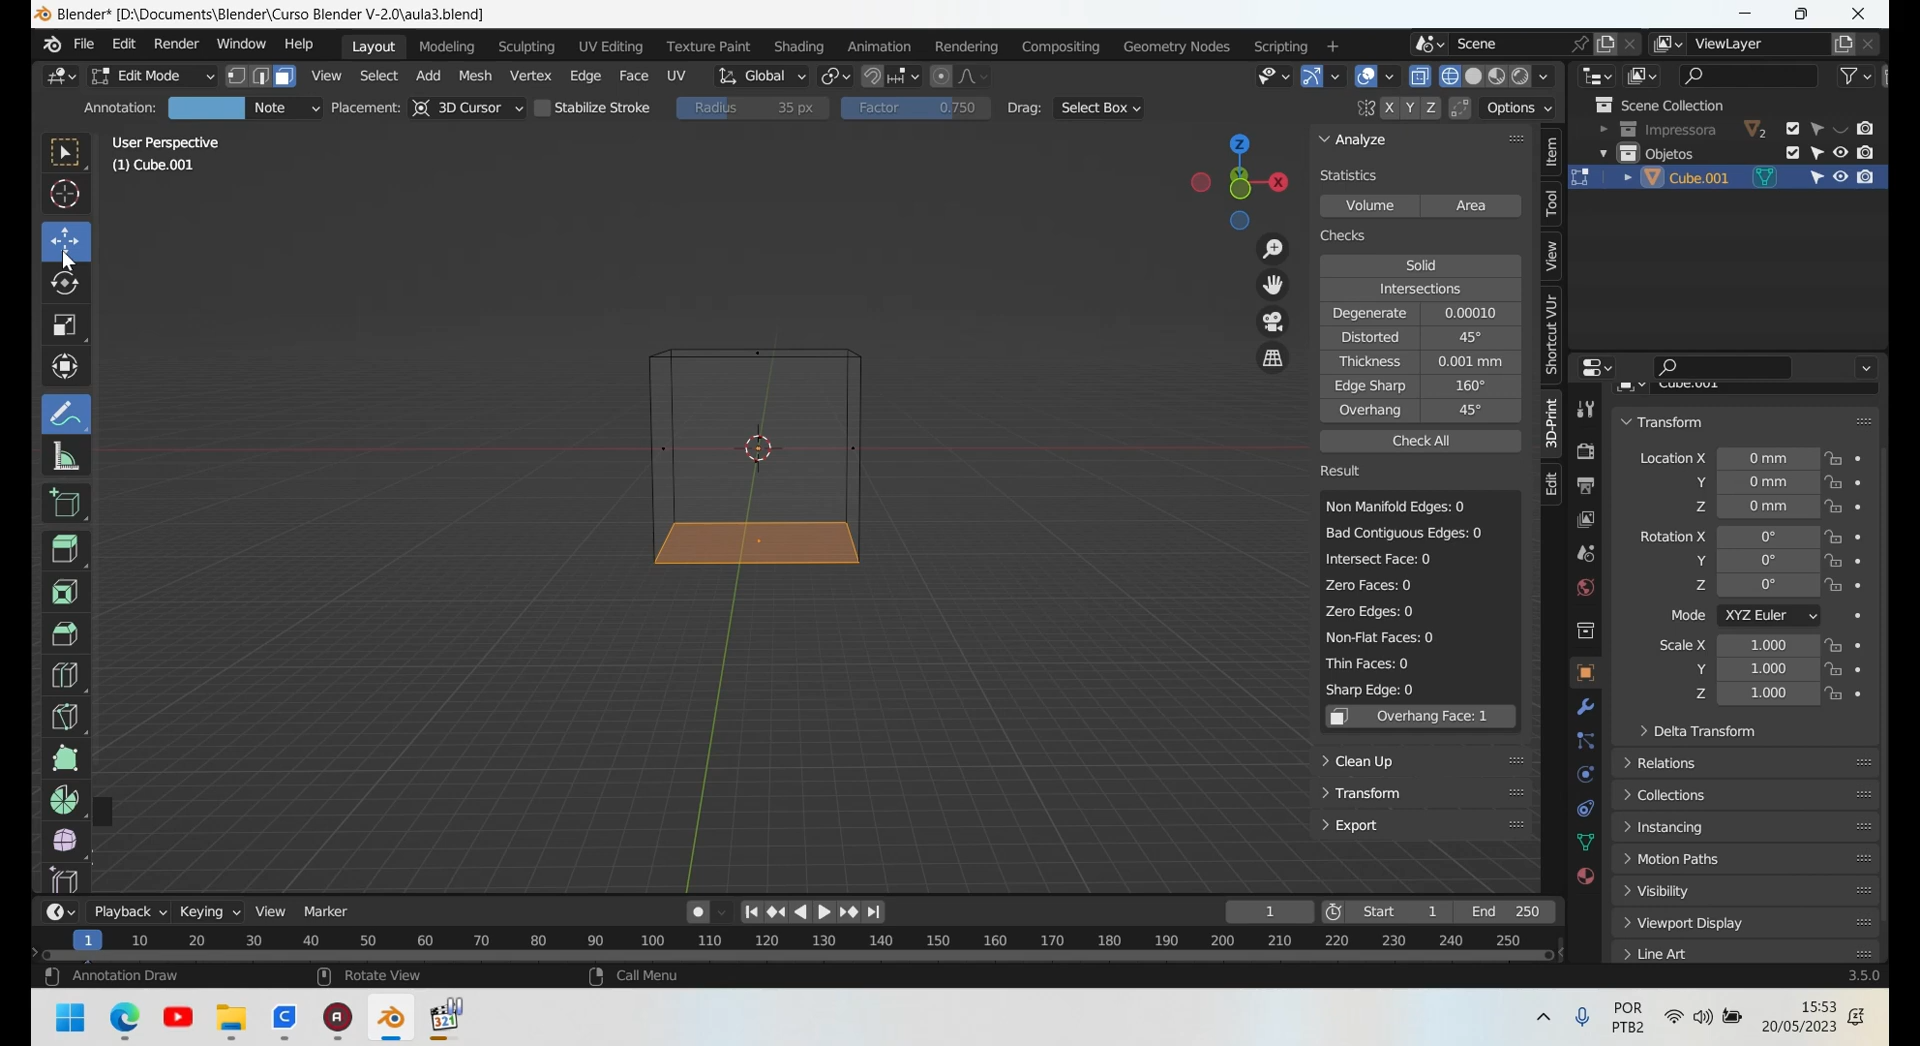 Blender* [D:\Documents\Blender\Curso Blender V-2.0\aula3.blend]
File Edit Render Window Help Layout Modeling Sculpting UV Editing Texture Paint Shading Animation Rendering Compositing Geometry Nodes Scripting + Scene ViewLayer
Edit Mode View Select Add Mesh Vertex Edge Face UV Global
Annotation: Note Placement: 3D Cursor Stabilize Stroke Radius 35 px Factor 0.750 Drag: Select Box X Y Z Options
User Perspective
(1) Cube.001
Z
X
Analyze
Statistics
Volume Area
Checks
Solid
Intersections
Degenerate 0.00010
Distorted 45°
Thickness 0.001 mm
Edge Sharp 160°
Overhang 45°
Check All
Result
Non Manifold Edges: 0
Bad Contiguous Edges: 0
Intersect Face: 0
Zero Faces: 0
Zero Edges: 0
Non-Flat Faces: 0
Thin Faces: 0
Sharp Edge: 0
Overhang Face: 1
Clean Up
Transform
Export
Item
Tool
View
Shortcut VUr
3D-Print
Edit
Scene Collection
Impressora 2
Objetos
Cube.001
Cube.001
Transform
Location X 0 mm
Y 0 mm
Z 0 mm
Rotation X 0°
Y 0°
Z 0°
Mode XYZ Euler
Scale X 1.000
Y 1.000
Z 1.000
Delta Transform
Relations
Collections
Instancing
Motion Paths
Visibility
Viewport Display
Line Art
Playback Keying View Marker 1 Start 1 End 250
1 10 20 30 40 50 60 70 80 90 100 110 120 130 140 150 160 170 180 190 200 210 220 230 240 250
Annotation Draw Rotate View Call Menu 3.5.0
321
POR
PTB2
15:53
20/05/2023